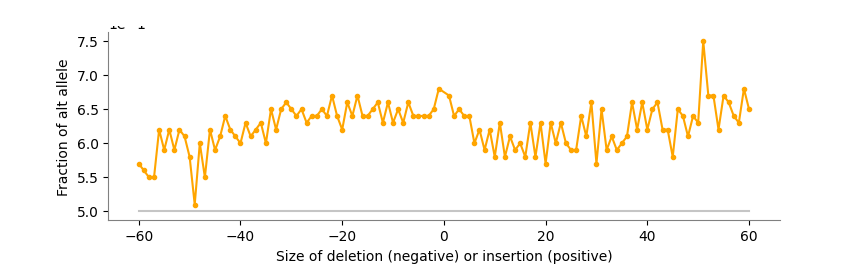 7.5
7.0
6.5
6.0
5.5
5.0
Fraction of alt allele
−60 −40 −20 0 20 40 60
Size of deletion (negative) or insertion (positive)